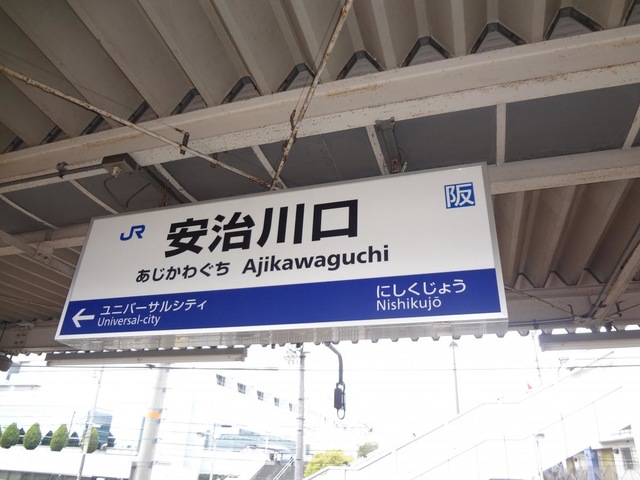 JR 安治川口 阪
あじかわぐち Ajikawaguchi
← ユニバーサルシティ にしくじょう
Universal-city Nishikujō